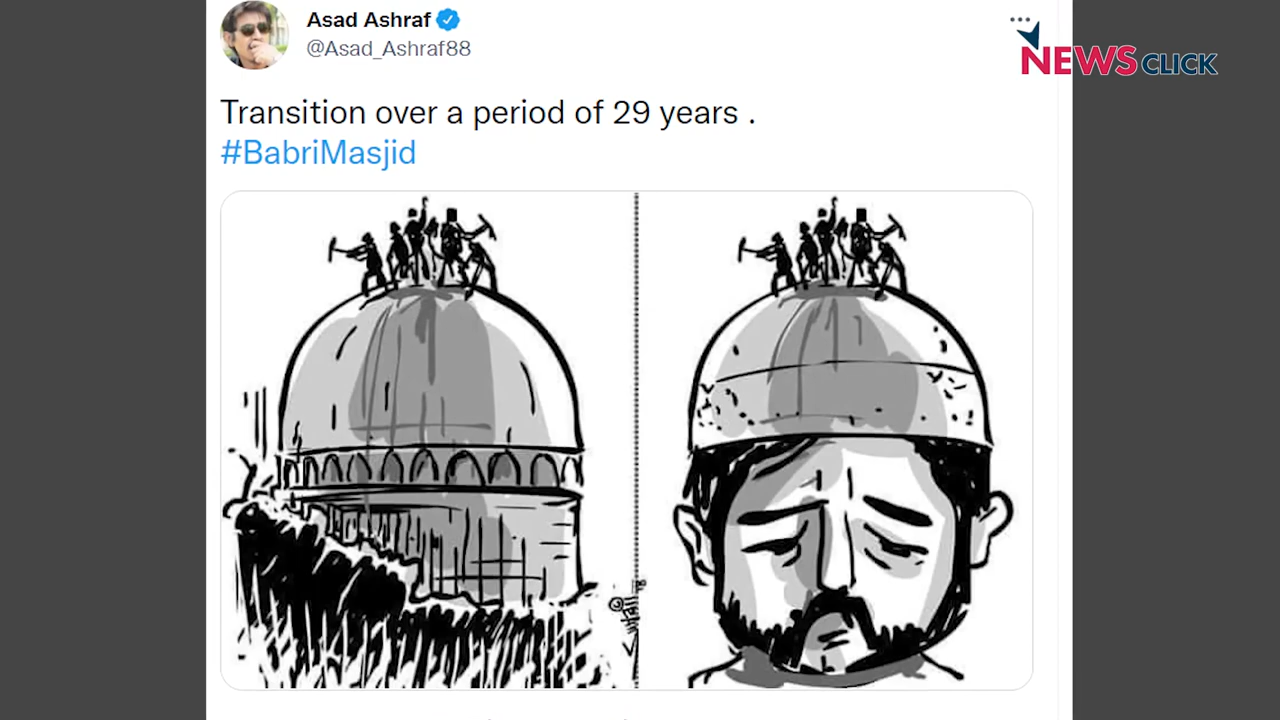 Asad Ashraf
@Asad_Ashraf88
NEWSCLICK
Transition over a period of 29 years .
#BabriMasjid